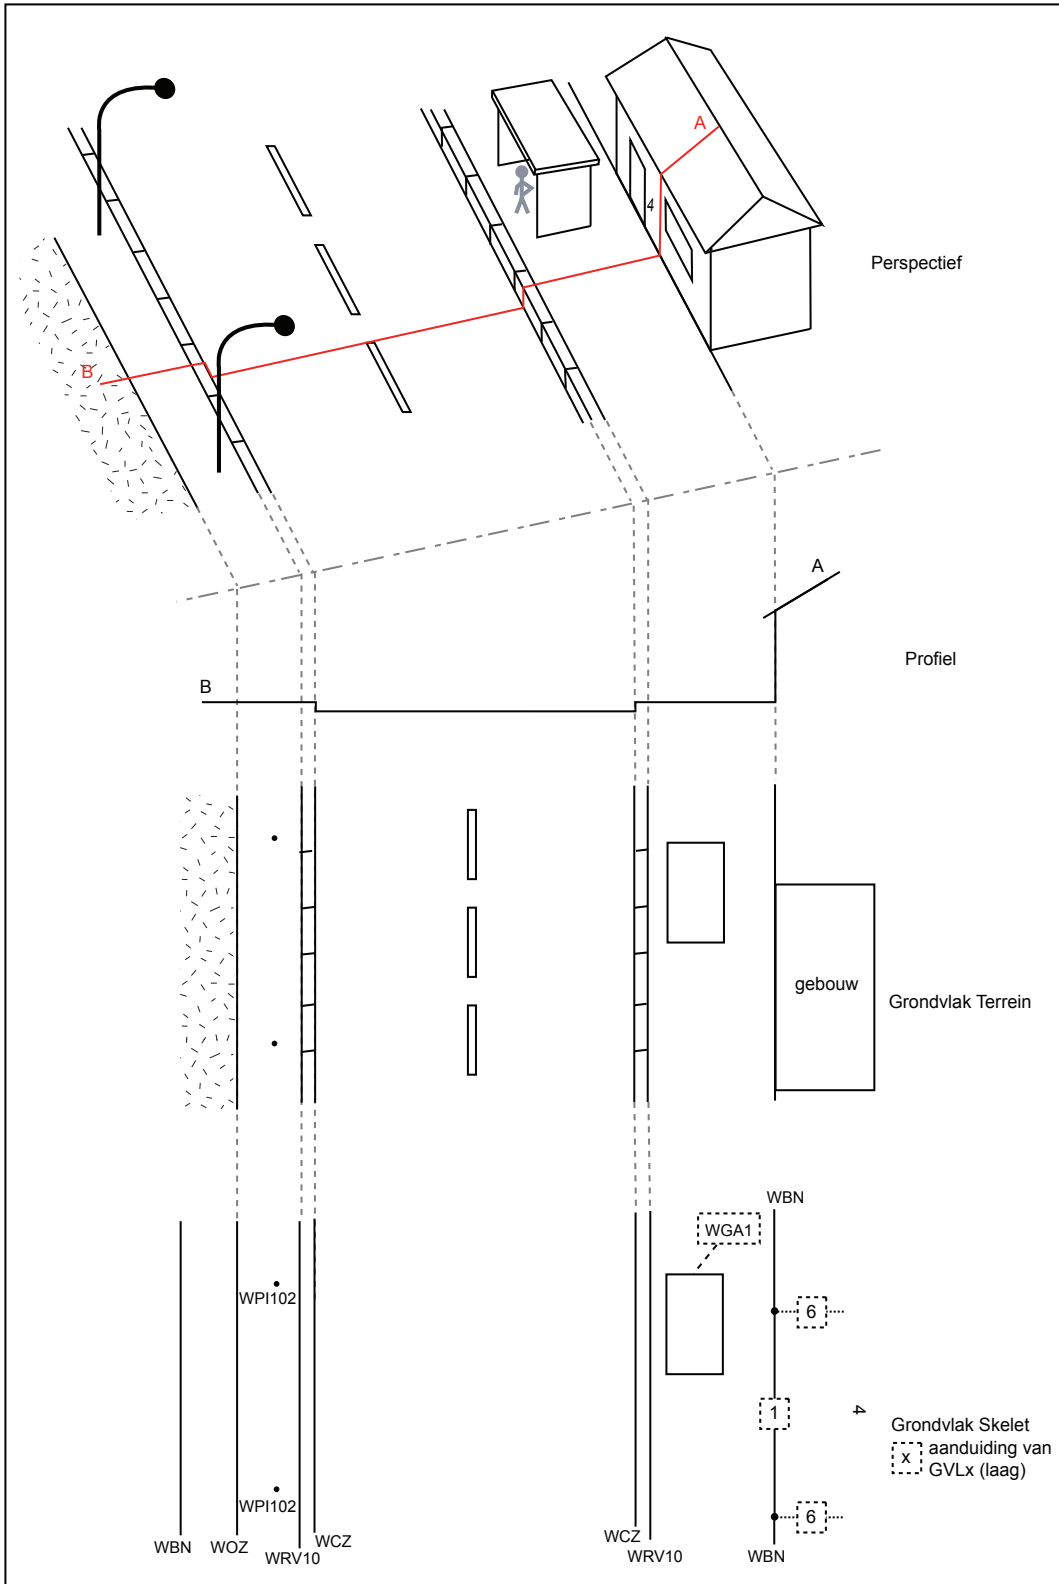 A
4
Perspectief
B
A
Profiel
B
gebouw
Grondvlak Terrein
WBN
WGA1
WPI102
6
1
4
Grondvlak Skelet
x aanduiding van
GVLx (laag)
WPI102
6
WBN
WOZ
WRV10
WCZ
WCZ
WRV10
WBN